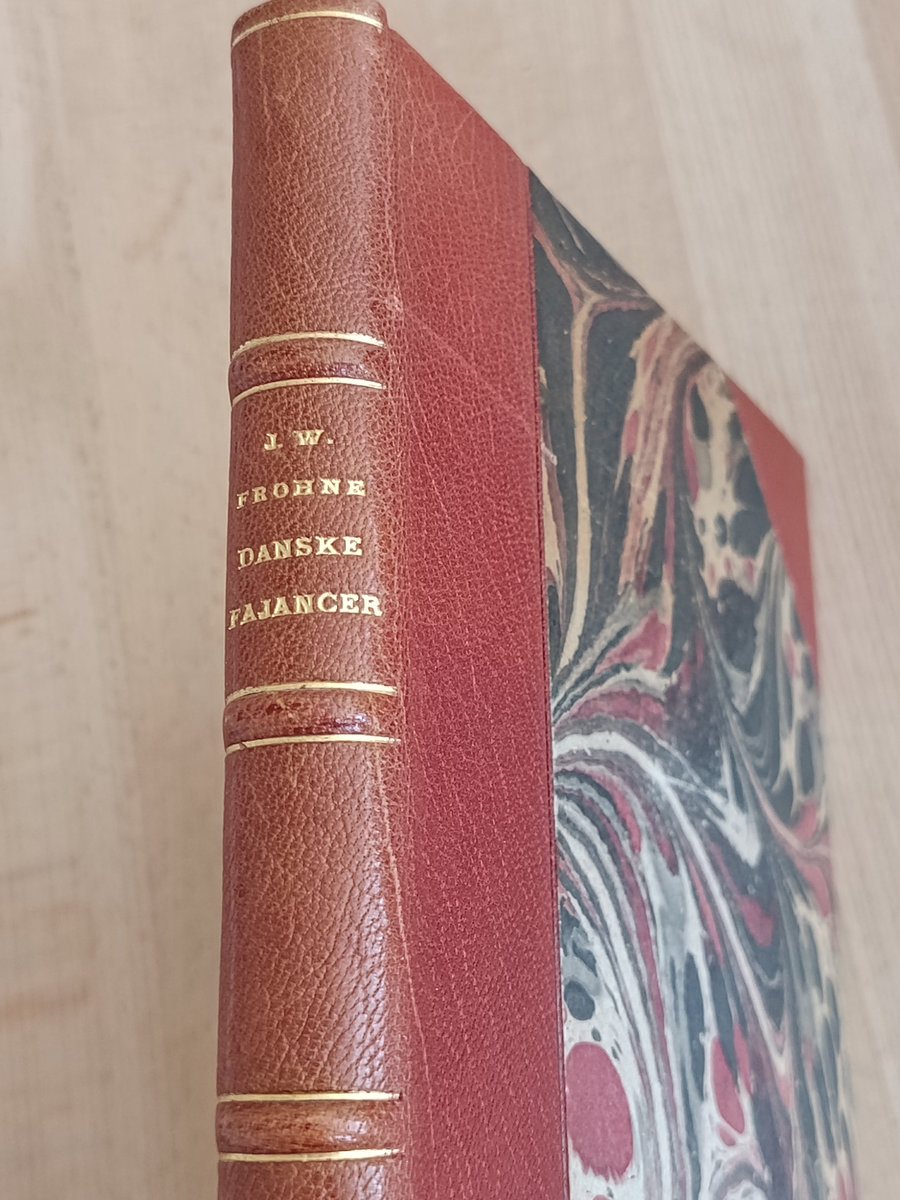 J. W.
FROHNE
DANSKE
FAJANCER